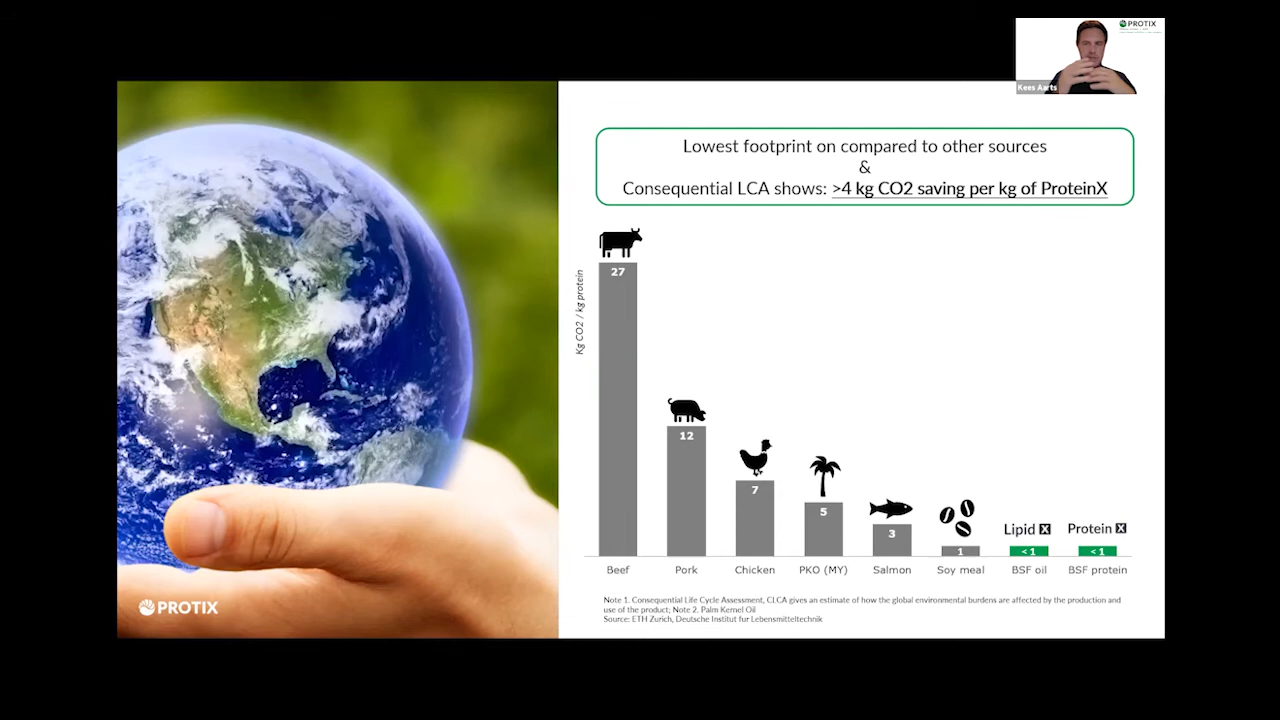 PROTIX
Kees Aarts
Lowest footprint on compared to other sources
&
Consequential LCA shows: >4 kg CO2 saving per kg of ProteinX
Kg CO2 / kg protein
27
12
7
5
3
1
<1
<1
Lipid X
Protein X
Beef
Pork
Chicken
PKO (MY)
Salmon
Soy meal
BSF oil
BSF protein
Note 1. Consequential Life Cycle Assessment, CLCA gives an estimate of how the global environmental burdens are affected by the production and
use of the product; Note 2. Palm Kernel Oil
Source: ETH Zurich, Deutsche Institut fur Lebensmitteltechnik
PROTIX